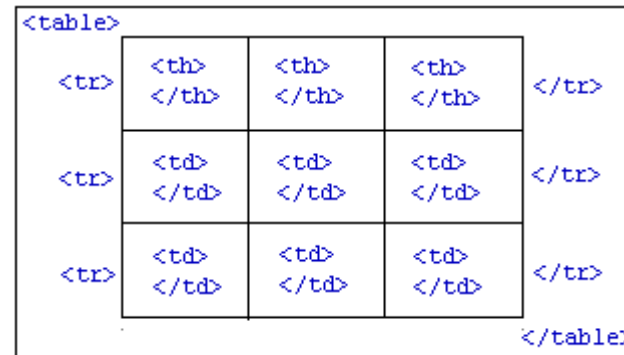 <table>
<th> <th> <th>
<tr> </th> </th> </th> </tr>
<td> <td> <td>
<tr> </td> </td> </td> </tr>
<td> <td> <td>
<tr> </td> </td> </td> </tr>
</table>